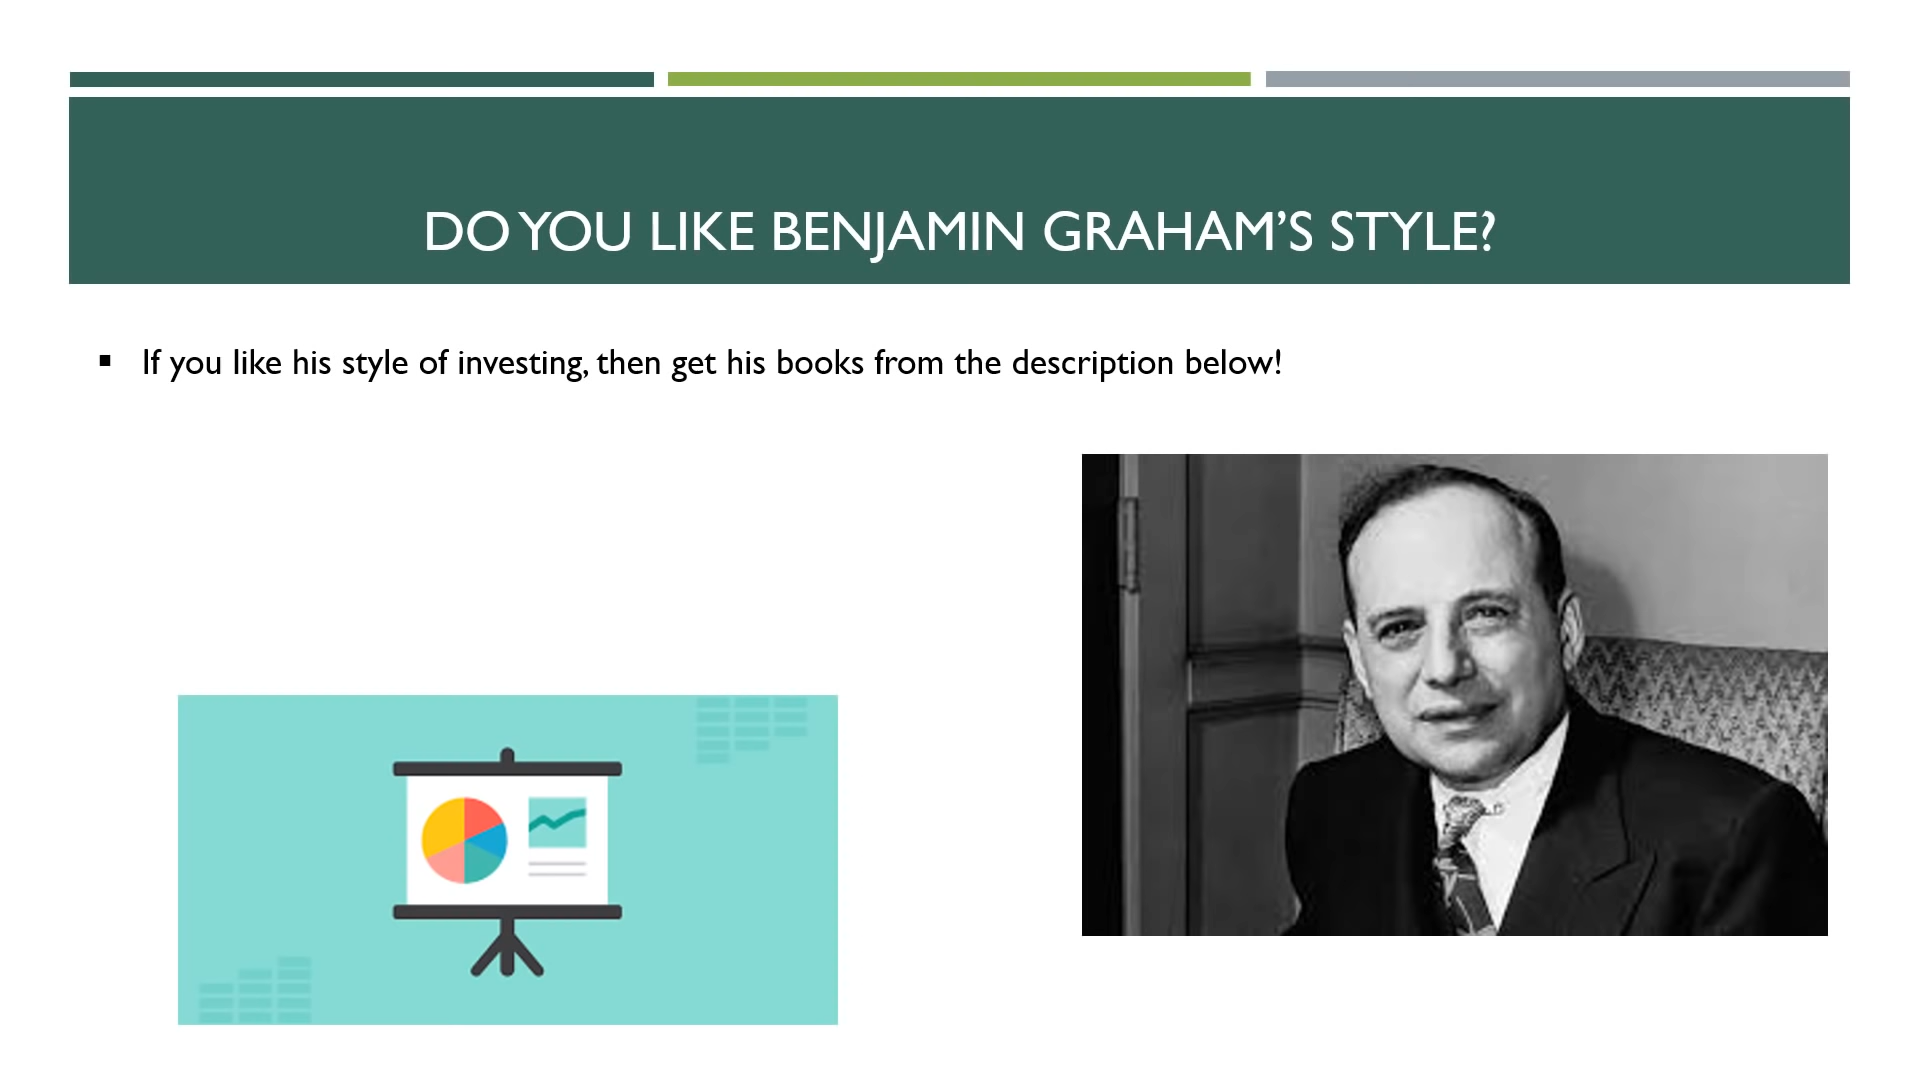 DO YOU LIKE BENJAMIN GRAHAM’S STYLE?
▪ If you like his style of investing, then get his books from the description below!